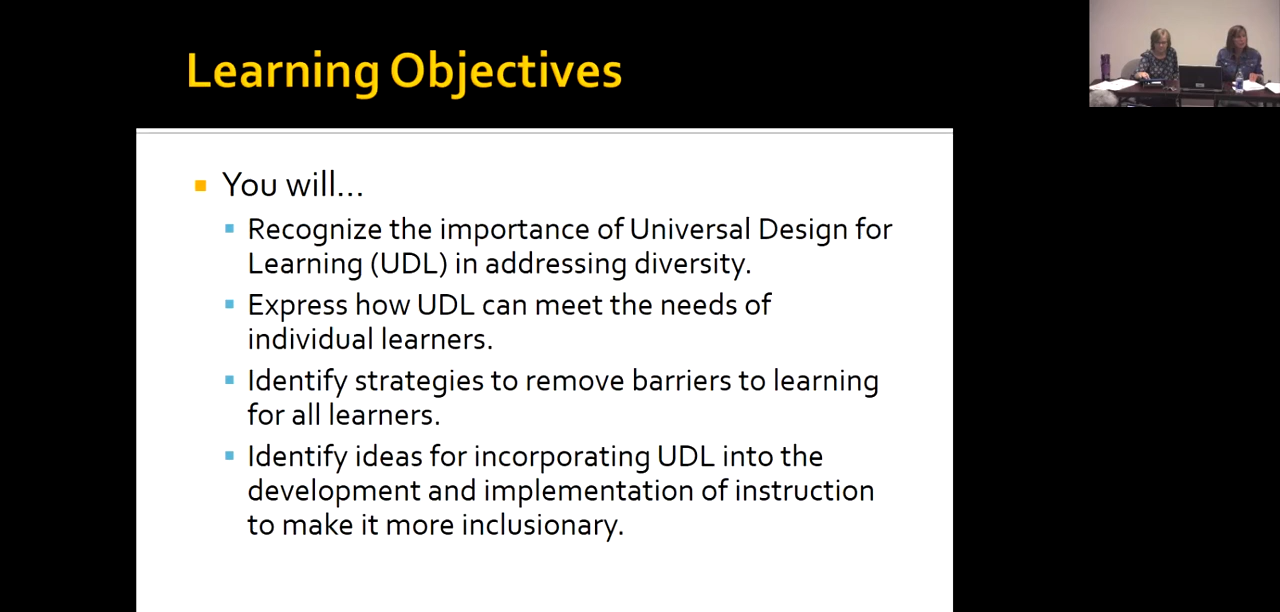 Learning Objectives
You will...
Recognize the importance of Universal Design for
Learning (UDL) in addressing diversity.
Express how UDL can meet the needs of
individual learners.
Identify strategies to remove barriers to learning
for all learners.
Identify ideas for incorporating UDL into the
development and implementation of instruction
to make it more inclusionary.